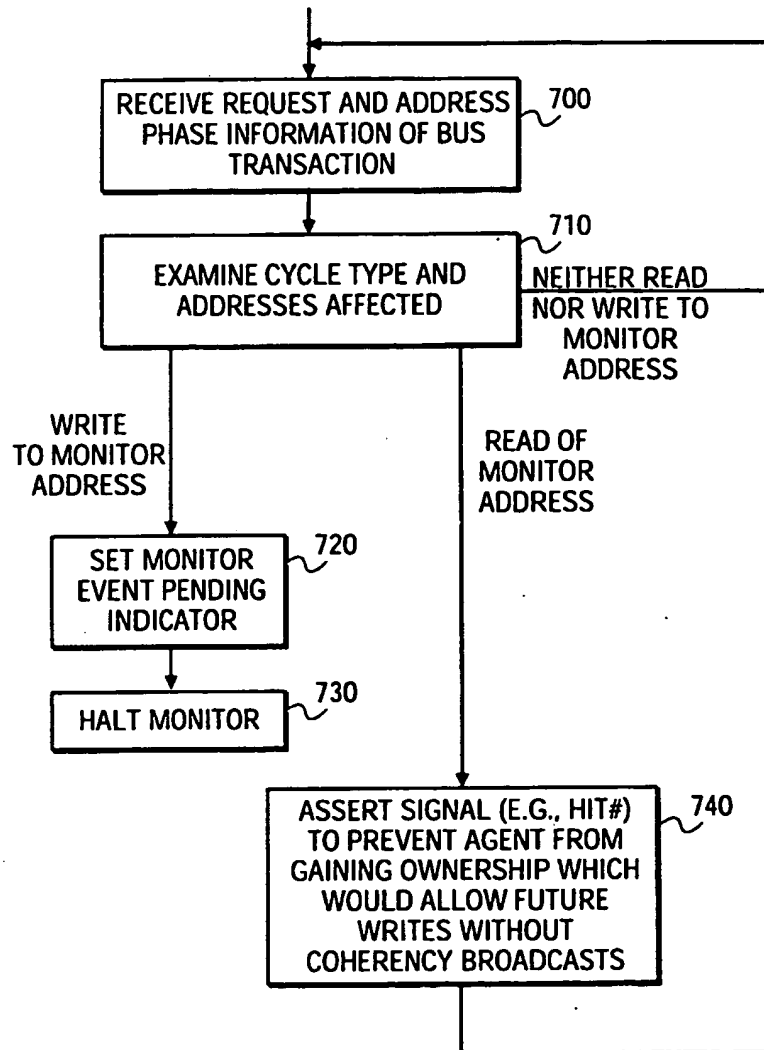 RECEIVE REQUEST AND ADDRESS
PHASE INFORMATION OF BUS
TRANSACTION
700
710
EXAMINE CYCLE TYPE AND
ADDRESSES AFFECTED
NEITHER READ
NOR WRITE TO
MONITOR
ADDRESS
WRITE
TO MONITOR
ADDRESS
READ OF
MONITOR
ADDRESS
SET MONITOR
EVENT PENDING
INDICATOR
720
HALT MONITOR
730
ASSERT SIGNAL (E.G., HIT#)
TO PREVENT AGENT FROM
GAINING OWNERSHIP WHICH
WOULD ALLOW FUTURE
WRITES WITHOUT
COHERENCY BROADCASTS
740